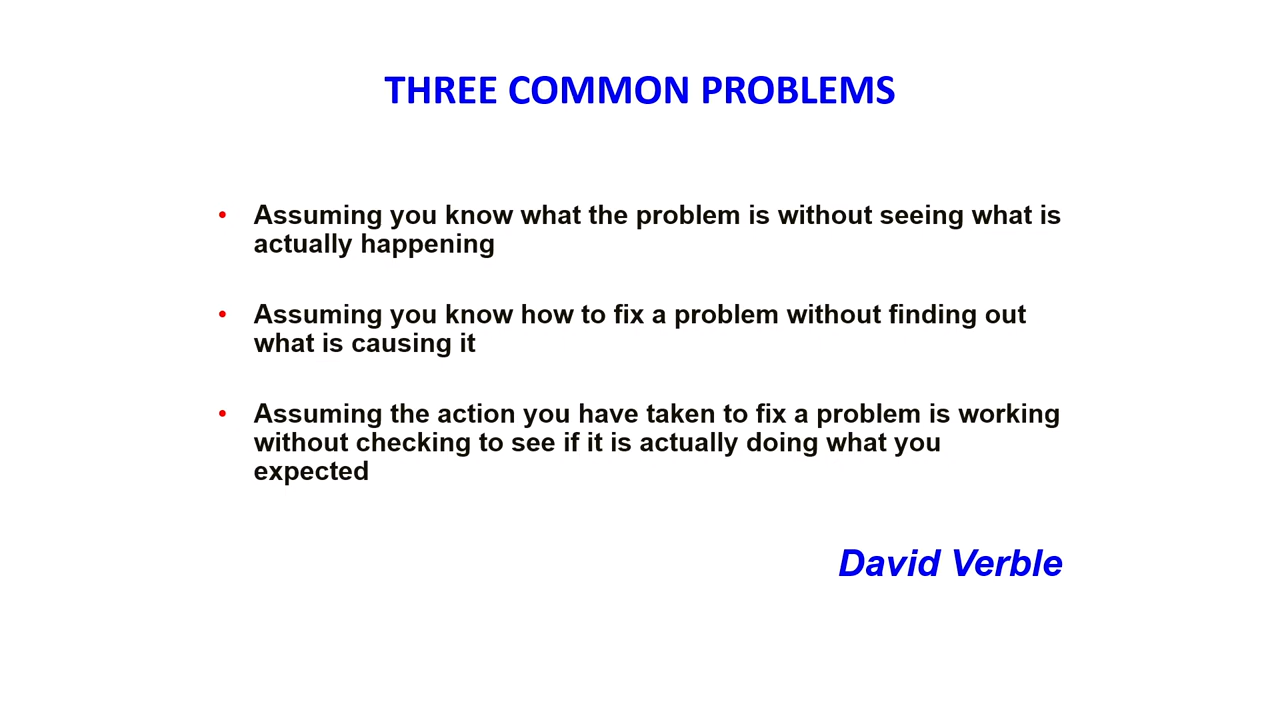 THREE COMMON PROBLEMS
• Assuming you know what the problem is without seeing what is
actually happening
• Assuming you know how to fix a problem without finding out
what is causing it
• Assuming the action you have taken to fix a problem is working
without checking to see if it is actually doing what you
expected
David Verble